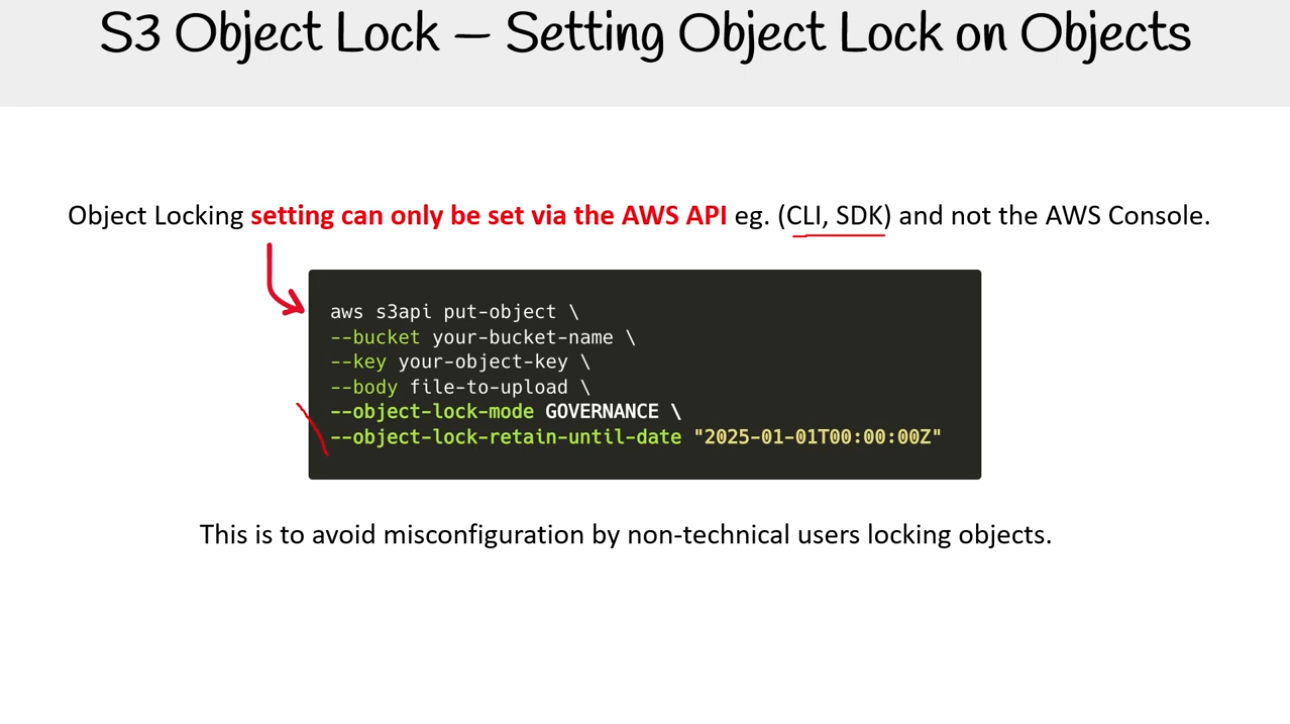 S3 Object Lock – Setting Object Lock on Objects
Object Locking setting can only be set via the AWS API eg. (CLI, SDK) and not the AWS Console.
aws s3api put-object \
--bucket your-bucket-name \
--key your-object-key \
--body file-to-upload \
--object-lock-mode GOVERNANCE \
--object-lock-retain-until-date "2025-01-01T00:00:00Z"
This is to avoid misconfiguration by non-technical users locking objects.